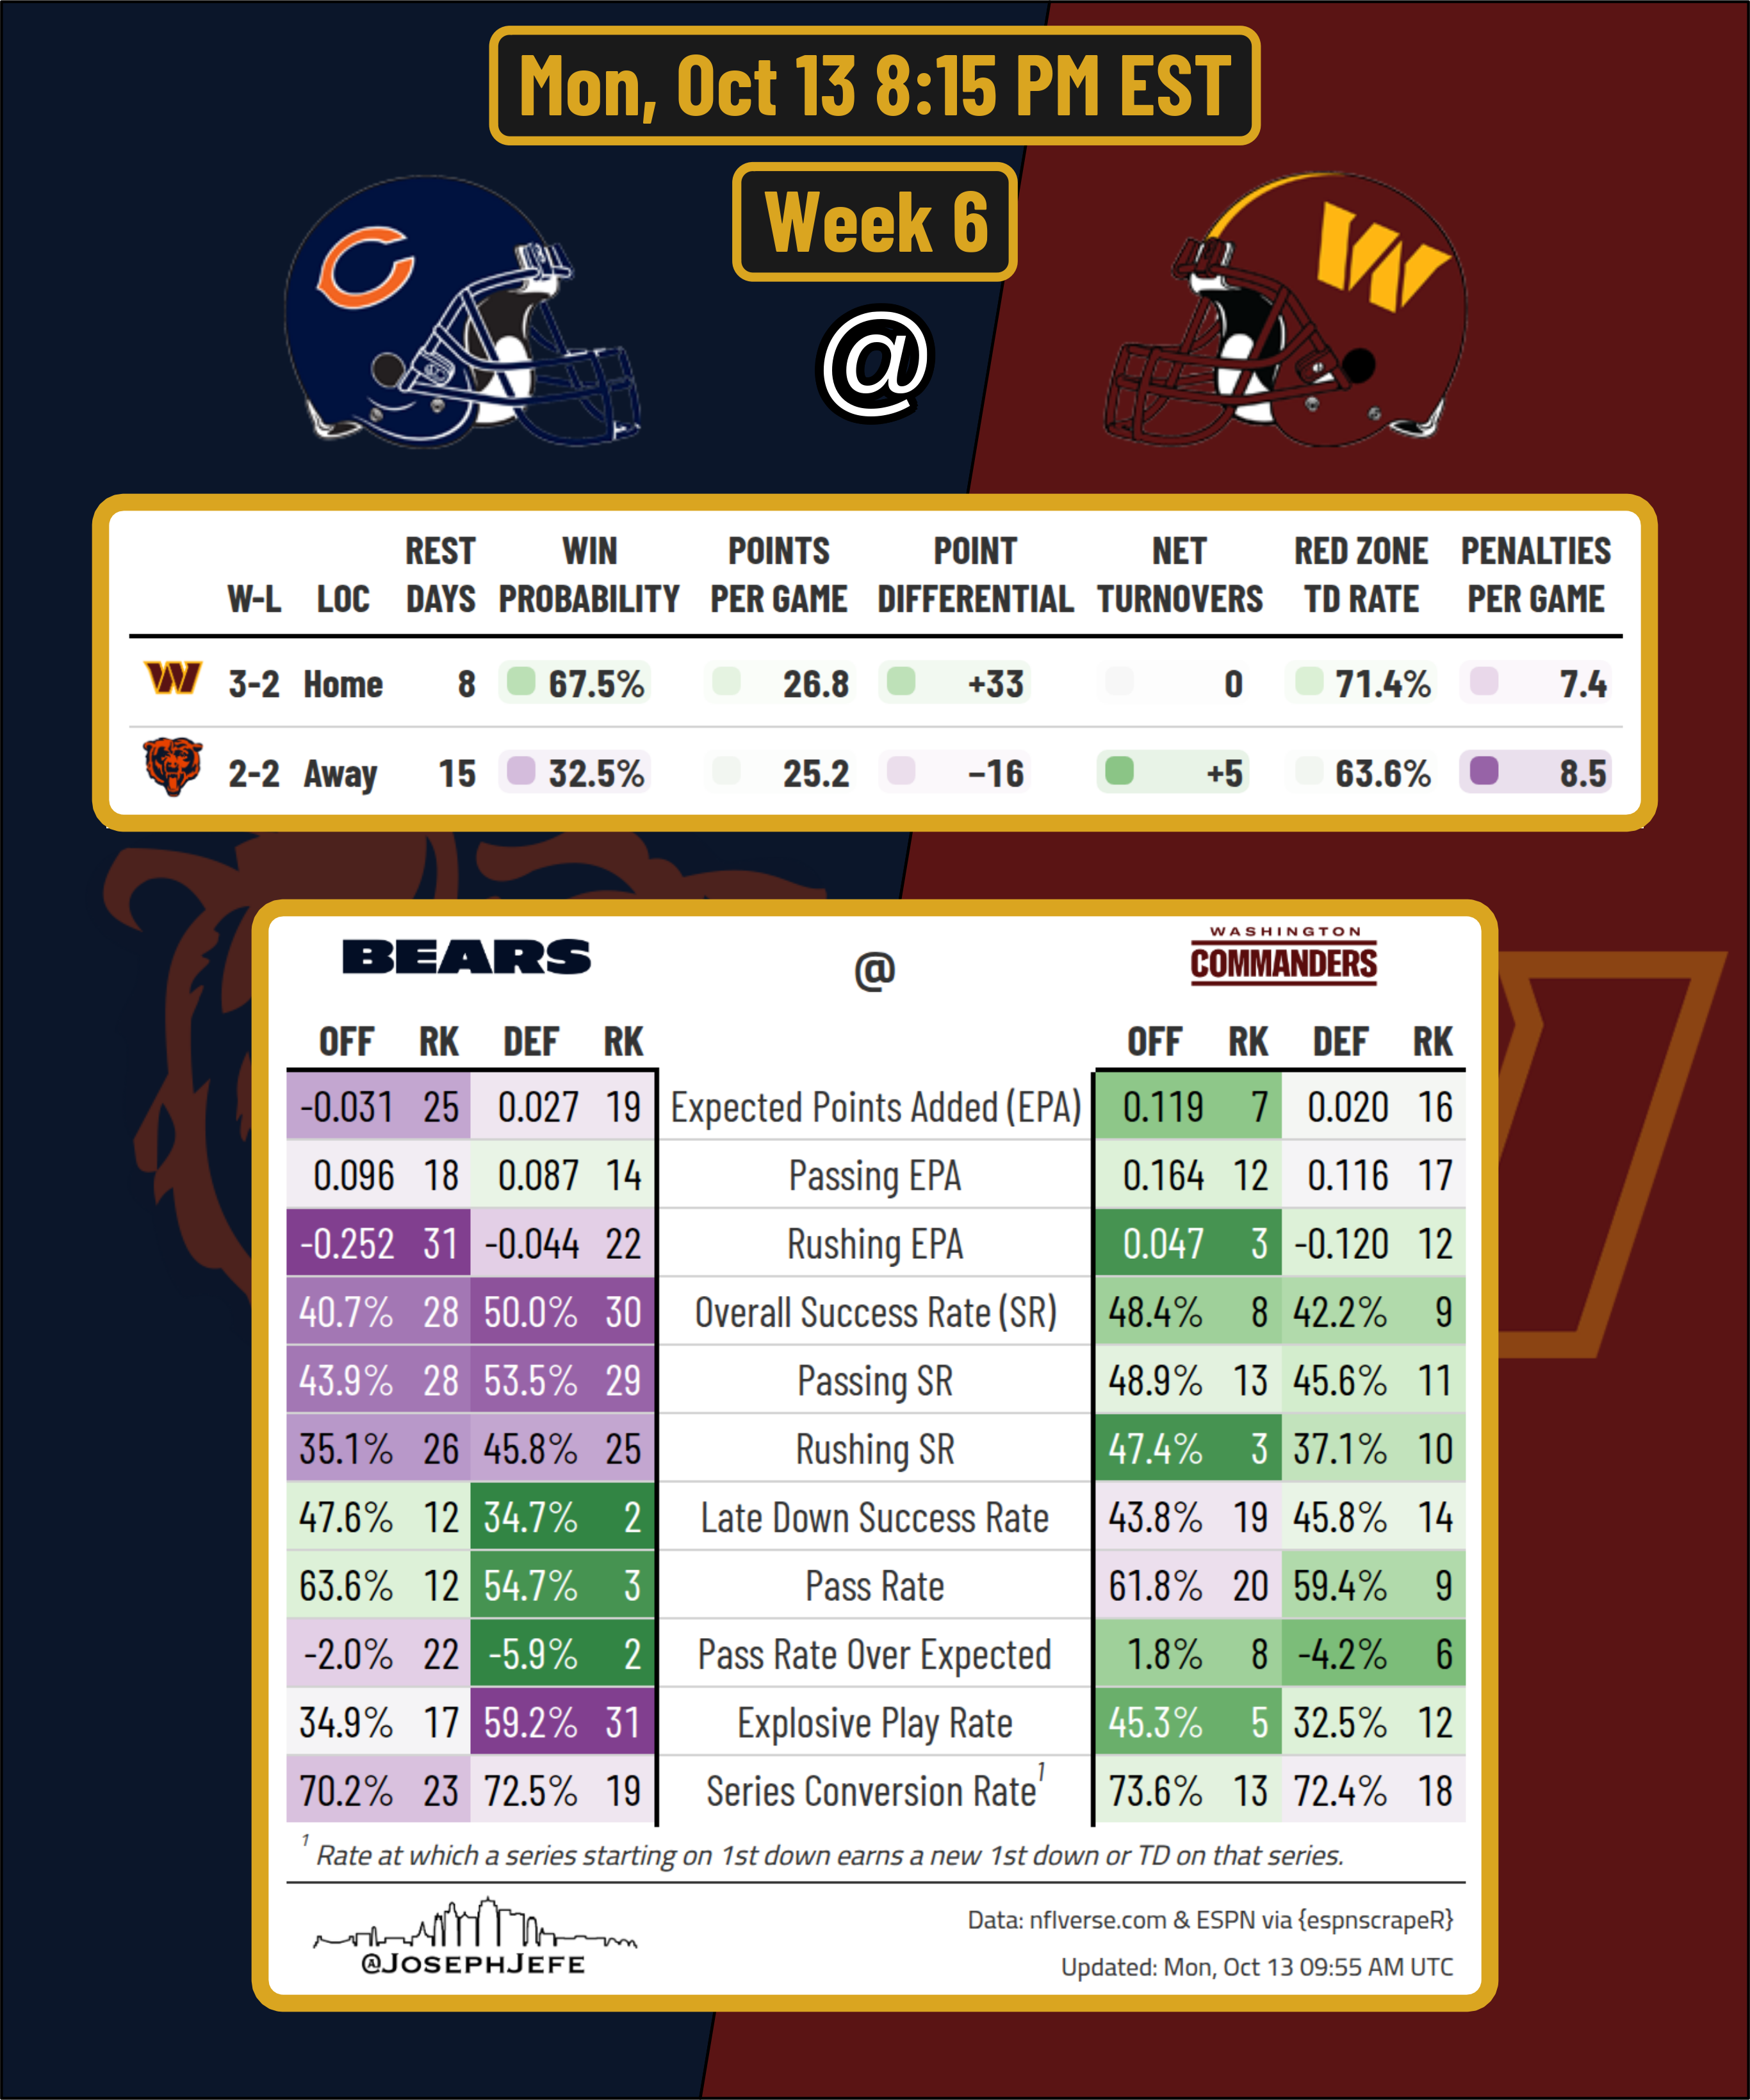 Mon, Oct 13 8:15 PM EST
Week 6
@
W-L LOC REST DAYS WIN PROBABILITY POINTS PER GAME POINT DIFFERENTIAL NET TURNOVERS RED ZONE TD RATE PENALTIES PER GAME
W 3-2 Home 8 67.5% 26.8 +33 0 71.4% 7.4
2-2 Away 15 32.5% 25.2 −16 +5 63.6% 8.5
BEARS @ WASHINGTON COMMANDERS
OFF RK DEF RK OFF RK DEF RK
-0.031 25 0.027 19 Expected Points Added (EPA) 0.119 7 0.020 16
0.096 18 0.087 14 Passing EPA 0.164 12 0.116 17
-0.252 31 -0.044 22 Rushing EPA 0.047 3 -0.120 12
40.7% 28 50.0% 30 Overall Success Rate (SR) 48.4% 8 42.2% 9
43.9% 28 53.5% 29 Passing SR 48.9% 13 45.6% 11
35.1% 26 45.8% 25 Rushing SR 47.4% 3 37.1% 10
47.6% 12 34.7% 2 Late Down Success Rate 43.8% 19 45.8% 14
63.6% 12 54.7% 3 Pass Rate 61.8% 20 59.4% 9
-2.0% 22 -5.9% 2 Pass Rate Over Expected 1.8% 8 -4.2% 6
34.9% 17 59.2% 31 Explosive Play Rate 45.3% 5 32.5% 12
70.2% 23 72.5% 19 Series Conversion Rate¹ 73.6% 13 72.4% 18
¹ Rate at which a series starting on 1st down earns a new 1st down or TD on that series.
@JOSEPHJEFE
Data: nflverse.com & ESPN via {espnscrapeR}
Updated: Mon, Oct 13 09:55 AM UTC